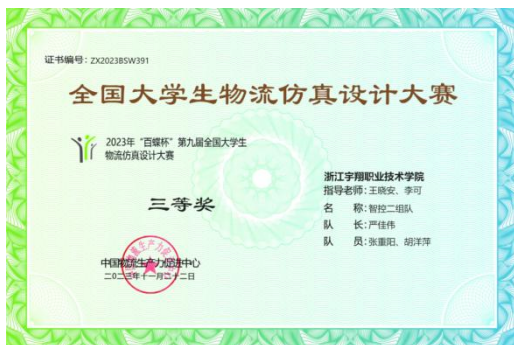 证书编号：ZX2023BSW391
全国大学生物流仿真设计大赛
2023年“百蝶杯”第九届全国大学生
物流仿真设计大赛
三等奖
浙江宇翔职业技术学院
指导老师：王晓安、李可
名　　称：智控二组队
队　　长：严佳伟
队　　员：张重阳、胡洋萍
中国物流生产力促进中心
二〇二三年十一月二十二日